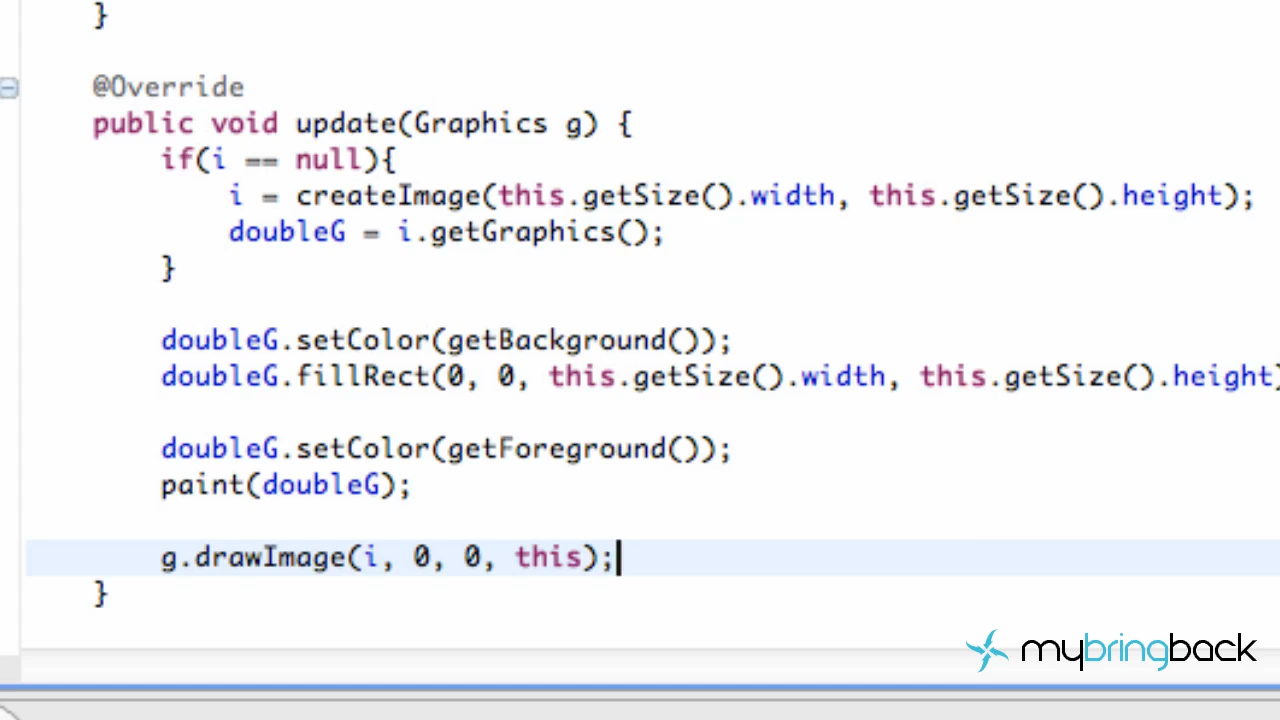 }
@Override
public void update(Graphics g) {
if(i == null){
i = createImage(this.getSize().width, this.getSize().height);
doubleG = i.getGraphics();
}
doubleG.setColor(getBackground());
doubleG.fillRect(0, 0, this.getSize().width, this.getSize().height)
doubleG.setColor(getForeground());
paint(doubleG);
g.drawImage(i, 0, 0, this);
}
mybringback